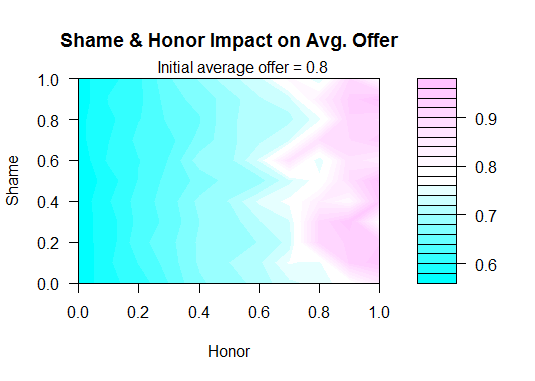 Shame & Honor Impact on Avg. Offer
Initial average offer = 0.8
Shame
1.0
0.8
0.6
0.4
0.2
0.0
0.0 0.2 0.4 0.6 0.8 1.0
Honor
0.9
0.8
0.7
0.6